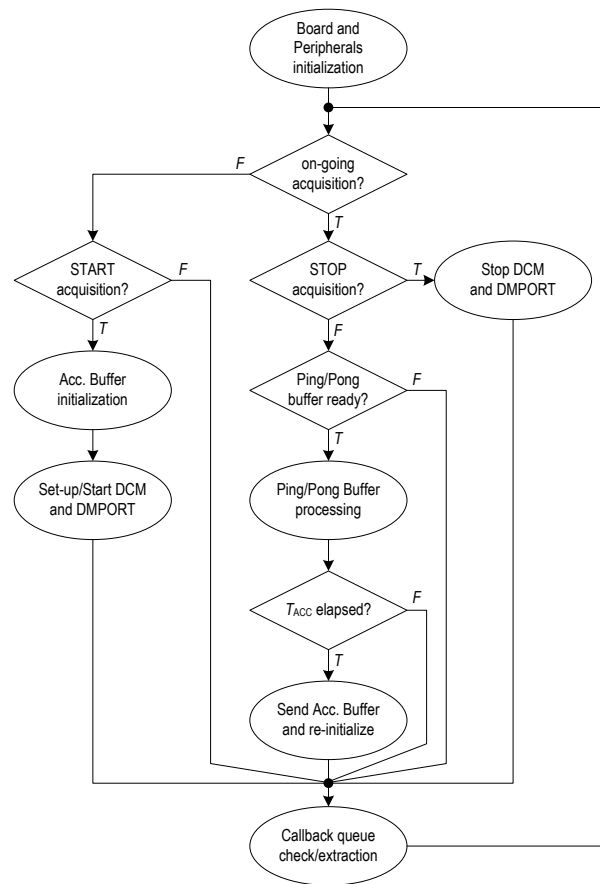 Board and
Peripherals
initialization
on-going
acquisition?
F
T
START
acquisition?
F
T
STOP
acquisition?
T
F
Stop DCM
and DMPORT
Acc. Buffer
initialization
Ping/Pong
buffer ready?
F
T
Set-up/Start DCM
and DMPORT
Ping/Pong Buffer
processing
TACC elapsed?
F
T
Send Acc. Buffer
and re-initialize
Callback queue
check/extraction